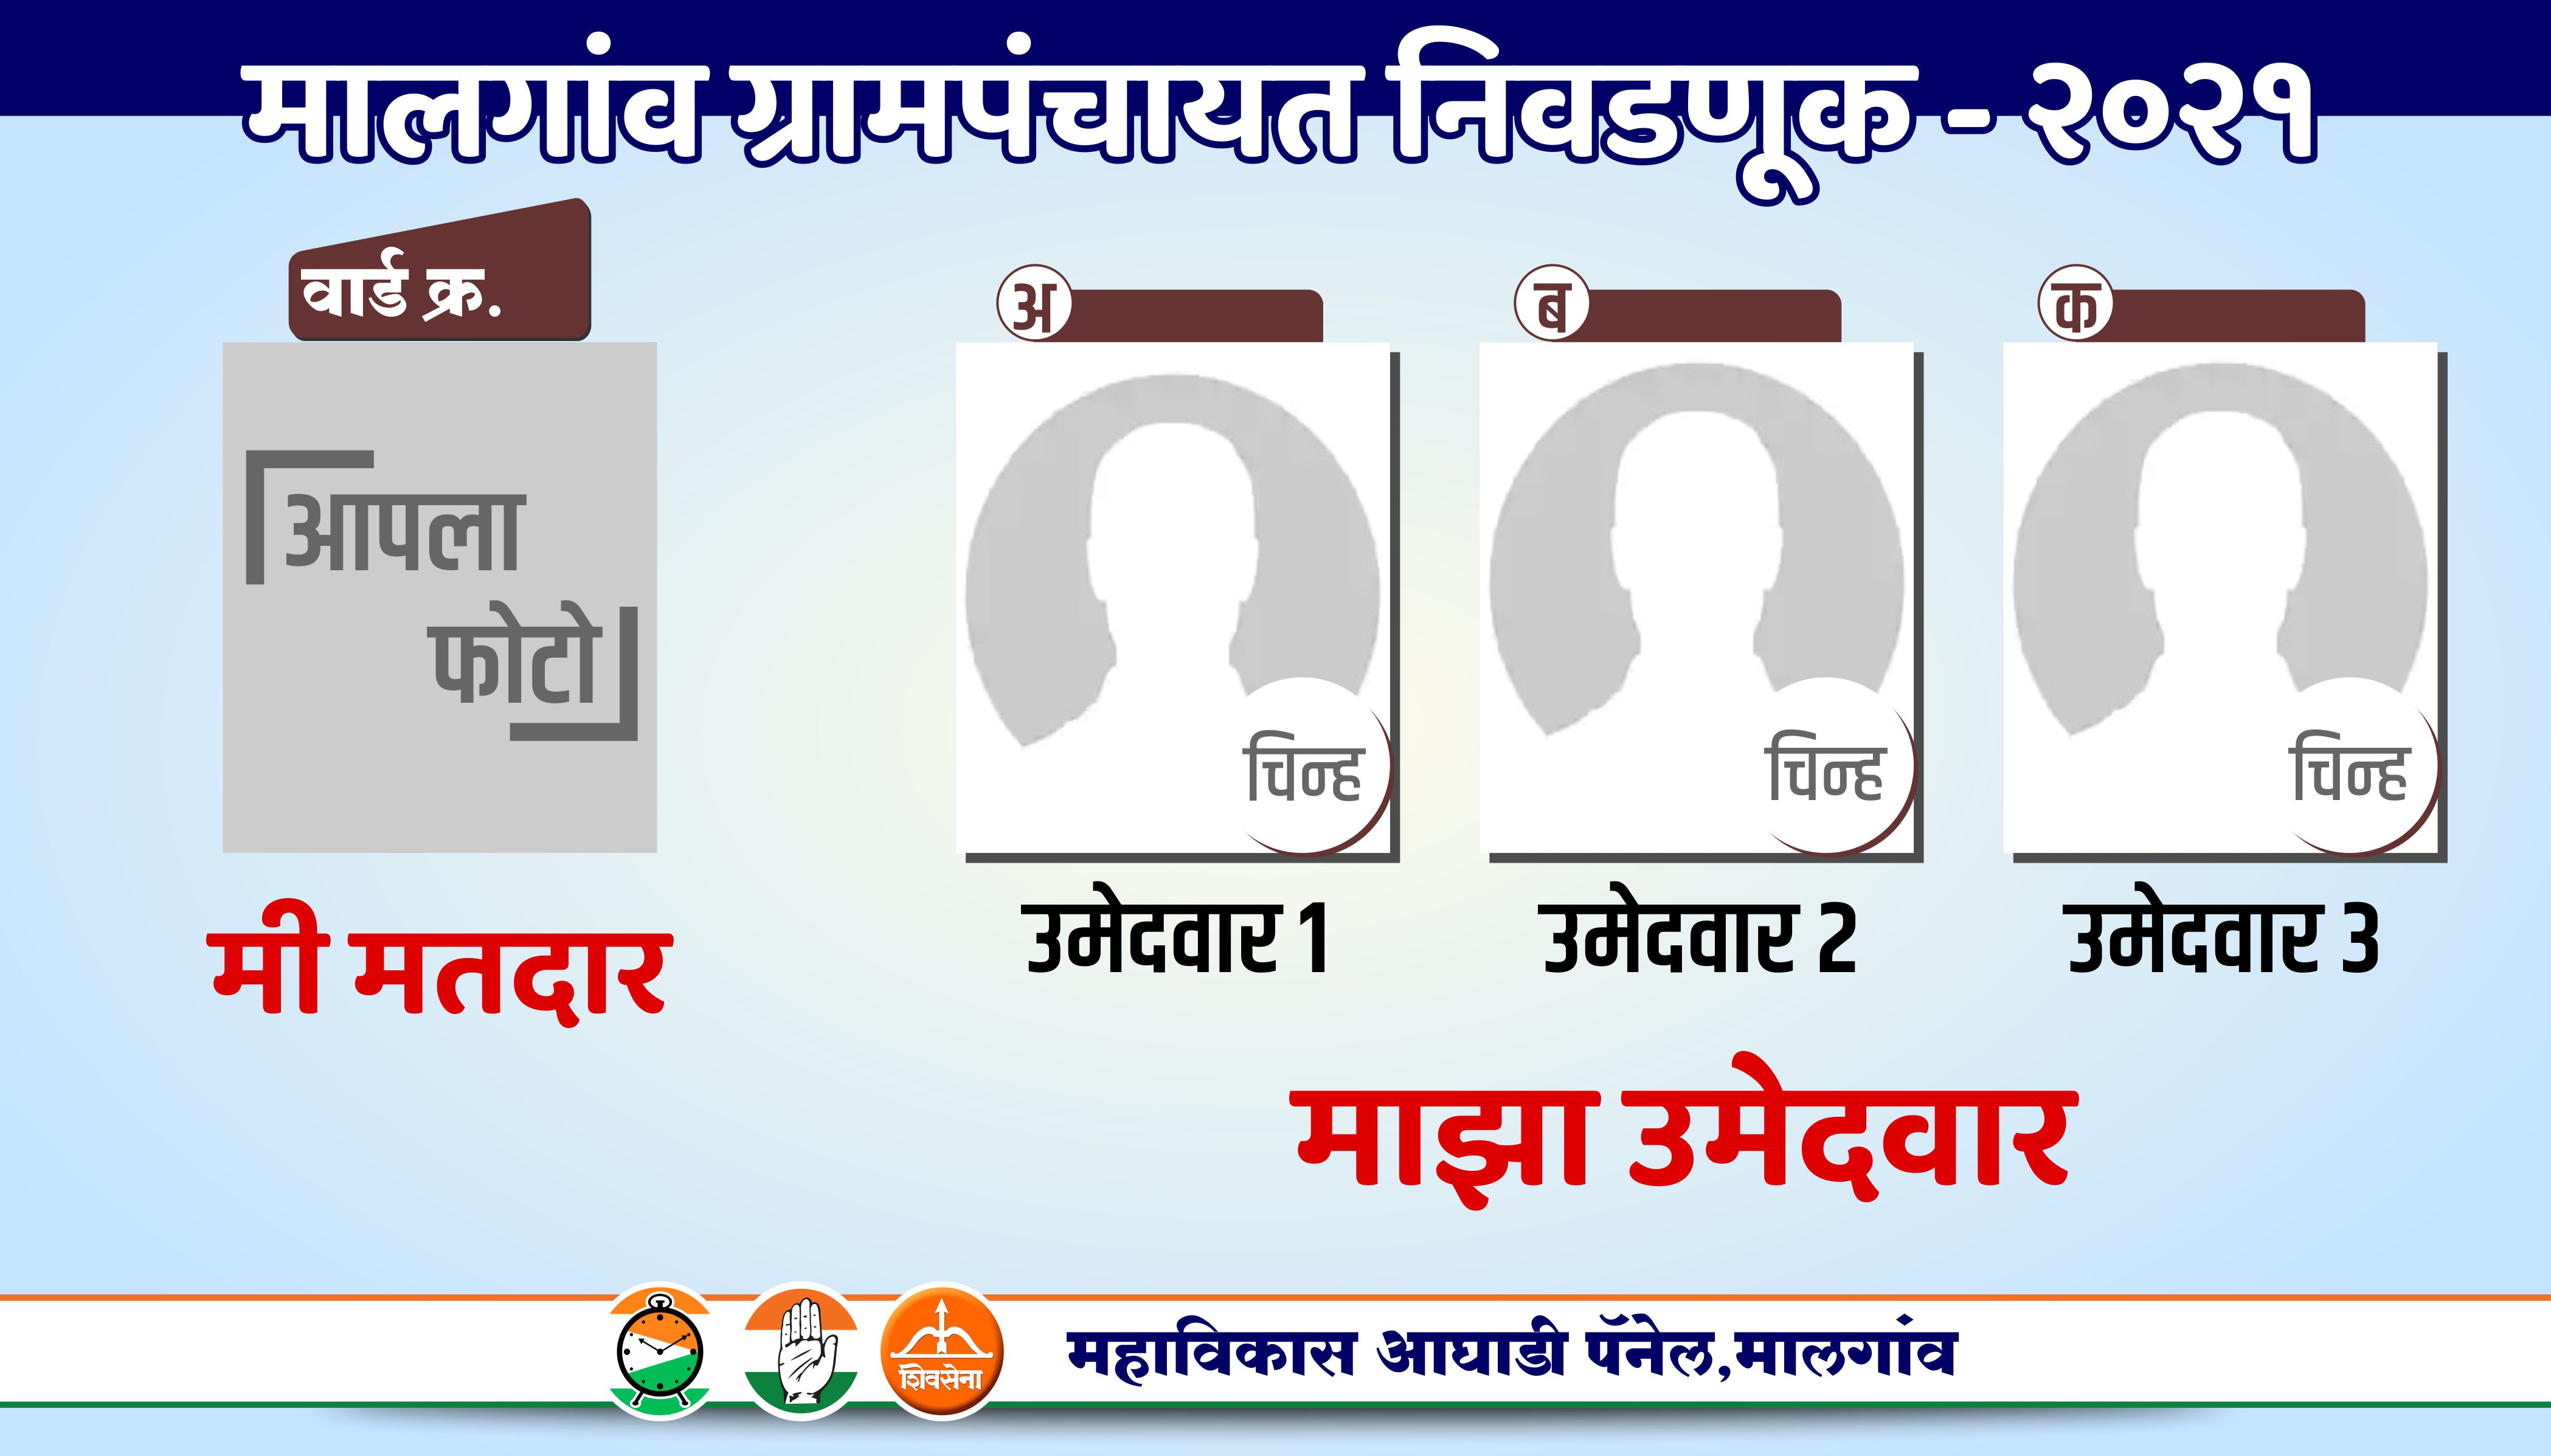 मालगांव ग्रामपंचायत निवडणूक - २०२१
वार्ड क्र.
आपला
फोटो
मी मतदार
अ
ब
क
चिन्ह
चिन्ह
चिन्ह
उमेदवार 1
उमेदवार 2
उमेदवार 3
माझा उमेदवार
शिवसेना
महाविकास आघाडी पॅनेल,मालगांव